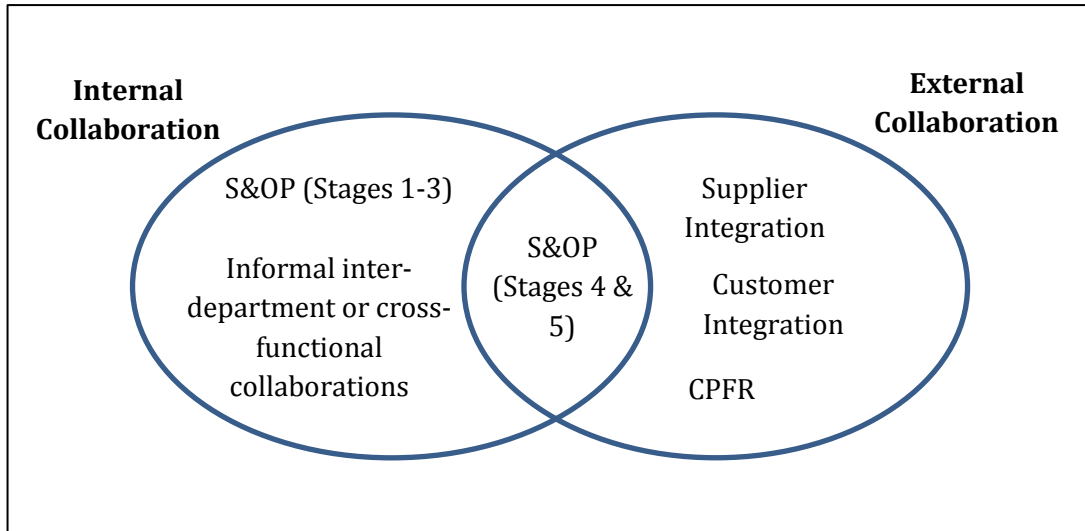 Internal
Collaboration
External
Collaboration
S&OP (Stages 1-3)
Informal inter-
department or cross-
functional
collaborations
S&OP
(Stages 4 &
5)
Supplier
Integration
Customer
Integration
CPFR